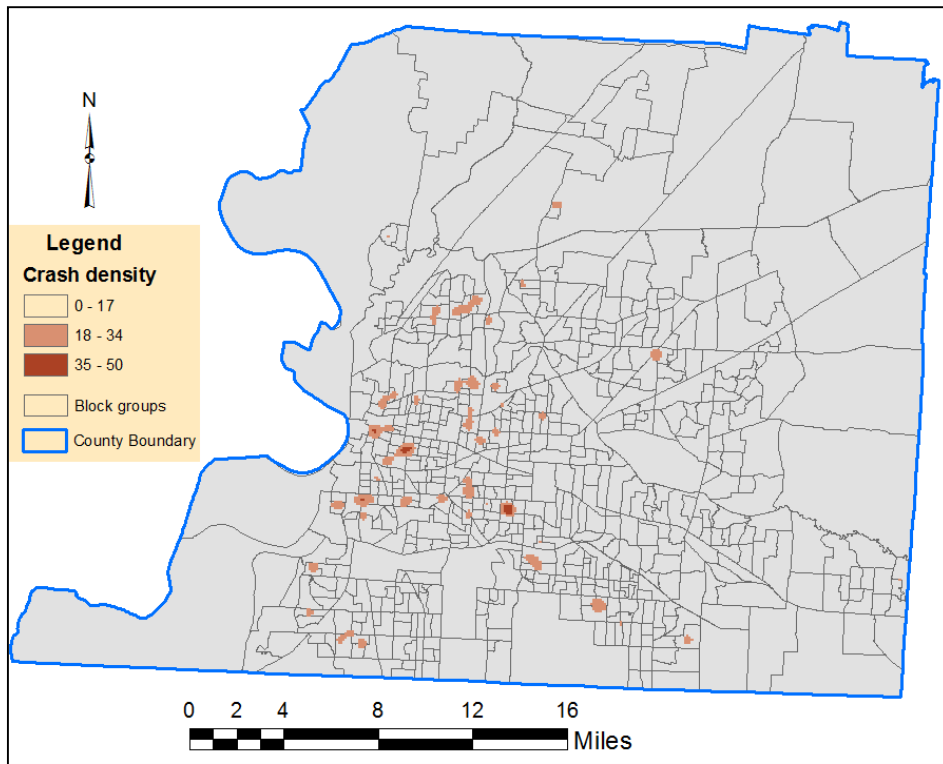 N
Legend
Crash density
0 - 17
18 - 34
35 - 50
Block groups
County Boundary
0 2 4 8 12 16
Miles